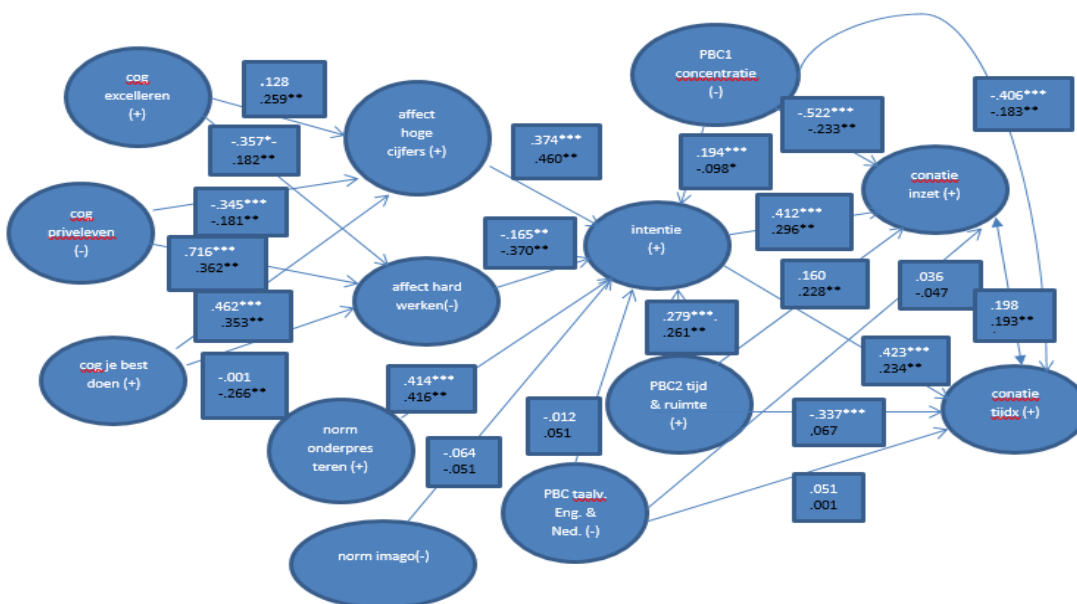 cog
excelleren
(+)
.128
.259**
-.357*-
.182**
affect
hoge
cijfers (+)
.374***
.460**
PBC1
concentratie
(-)
-.522***
-.233**
-.406***
-.183**
.194***
-.098*
conatie
inzet (+)
cog
priveleven
(-)
-.345***
-.181**
.716***
.362**
.462***
.353**
-.165**
-.370**
intentie
(+)
.412***
.296**
affect hard
werken(-)
.160
.228**
.036
-.047
.198
.193**
.
.279***.
.261**
cog je best
doen (+)
-.001
-.266**
.414***
.416**
.423***
.234**
norm
onderpres
teren (+)
-.064
-.051
-.012
.051
PBC2 tijd
& ruimte
(+)
-.337***
,067
conatie
tijdx (+)
PBC taalv.
Eng. &
Ned. (-)
.051
.001
norm imago(-)